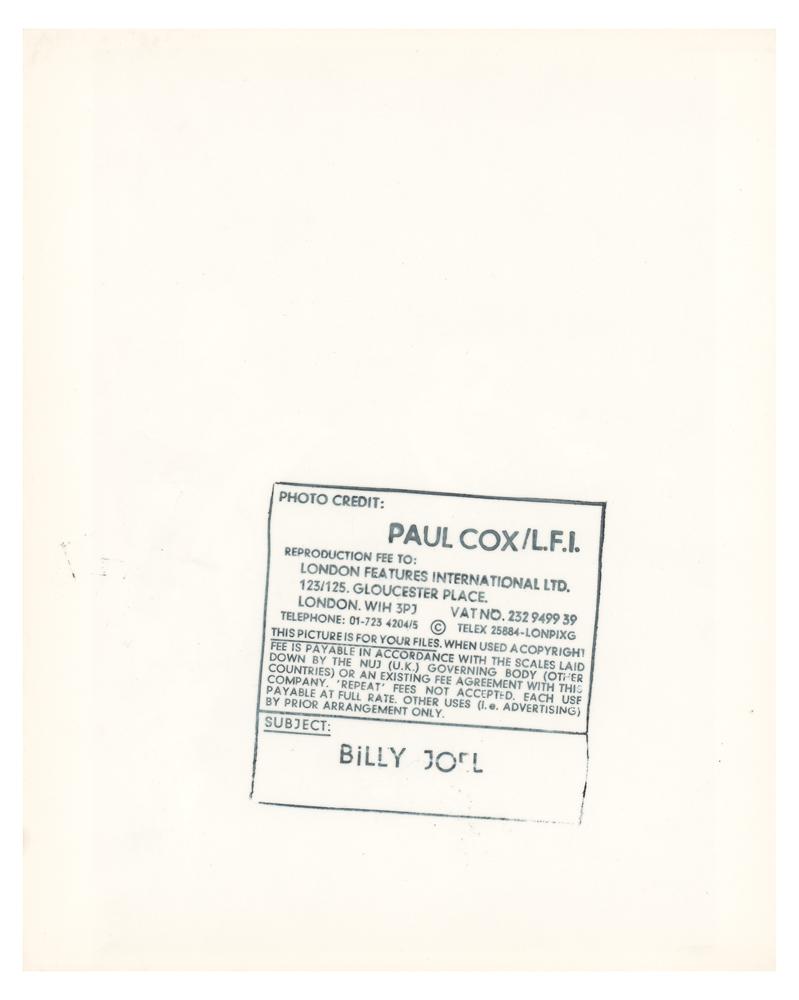 PHOTO CREDIT:
PAUL COX/L.F.I.
REPRODUCTION FEE TO:
LONDON FEATURES INTERNATIONAL LTD.
123/125. GLOUCESTER PLACE.
LONDON. WIH 3PJ VAT NO. 232 9499 39
TELEPHONE: 01-723 4204/5 © TELEX 25884-LONPIXG
THIS PICTURE IS FOR YOUR FILES. WHEN USED A COPYRIGHT
FEE IS PAYABLE IN ACCORDANCE WITH THE SCALES LAID
DOWN BY THE NUJ (U.K.) GOVERNING BODY (OTHER
COUNTRIES) OR AN EXISTING FEE AGREEMENT WITH THIS
COMPANY. 'REPEAT' FEES NOT ACCEPTED. EACH USE
PAYABLE AT FULL RATE. OTHER USES (i.e. ADVERTISING)
BY PRIOR ARRANGEMENT ONLY.
SUBJECT:
BiLLY JOEL